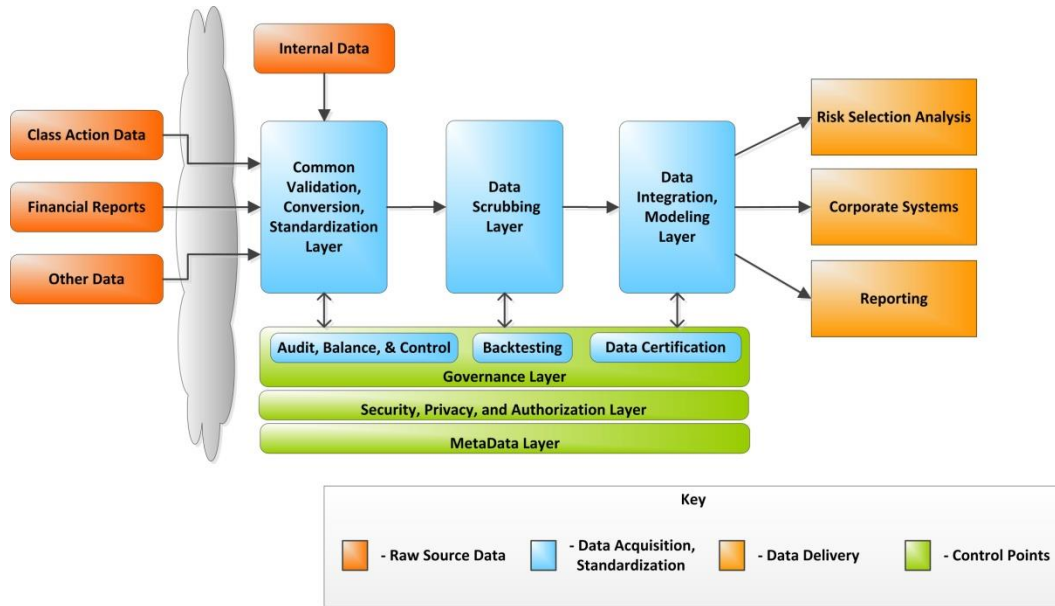 Internal Data
Class Action Data
Financial Reports
Other Data
Common
Validation,
Conversion,
Standardization
Layer
Data
Scrubbing
Layer
Data
Integration,
Modeling
Layer
Risk Selection Analysis
Corporate Systems
Reporting
Audit, Balance, & Control
Backtesting
Data Certification
Governance Layer
Security, Privacy, and Authorization Layer
MetaData Layer
Key
- Raw Source Data
- Data Acquisition,
Standardization
- Data Delivery
- Control Points